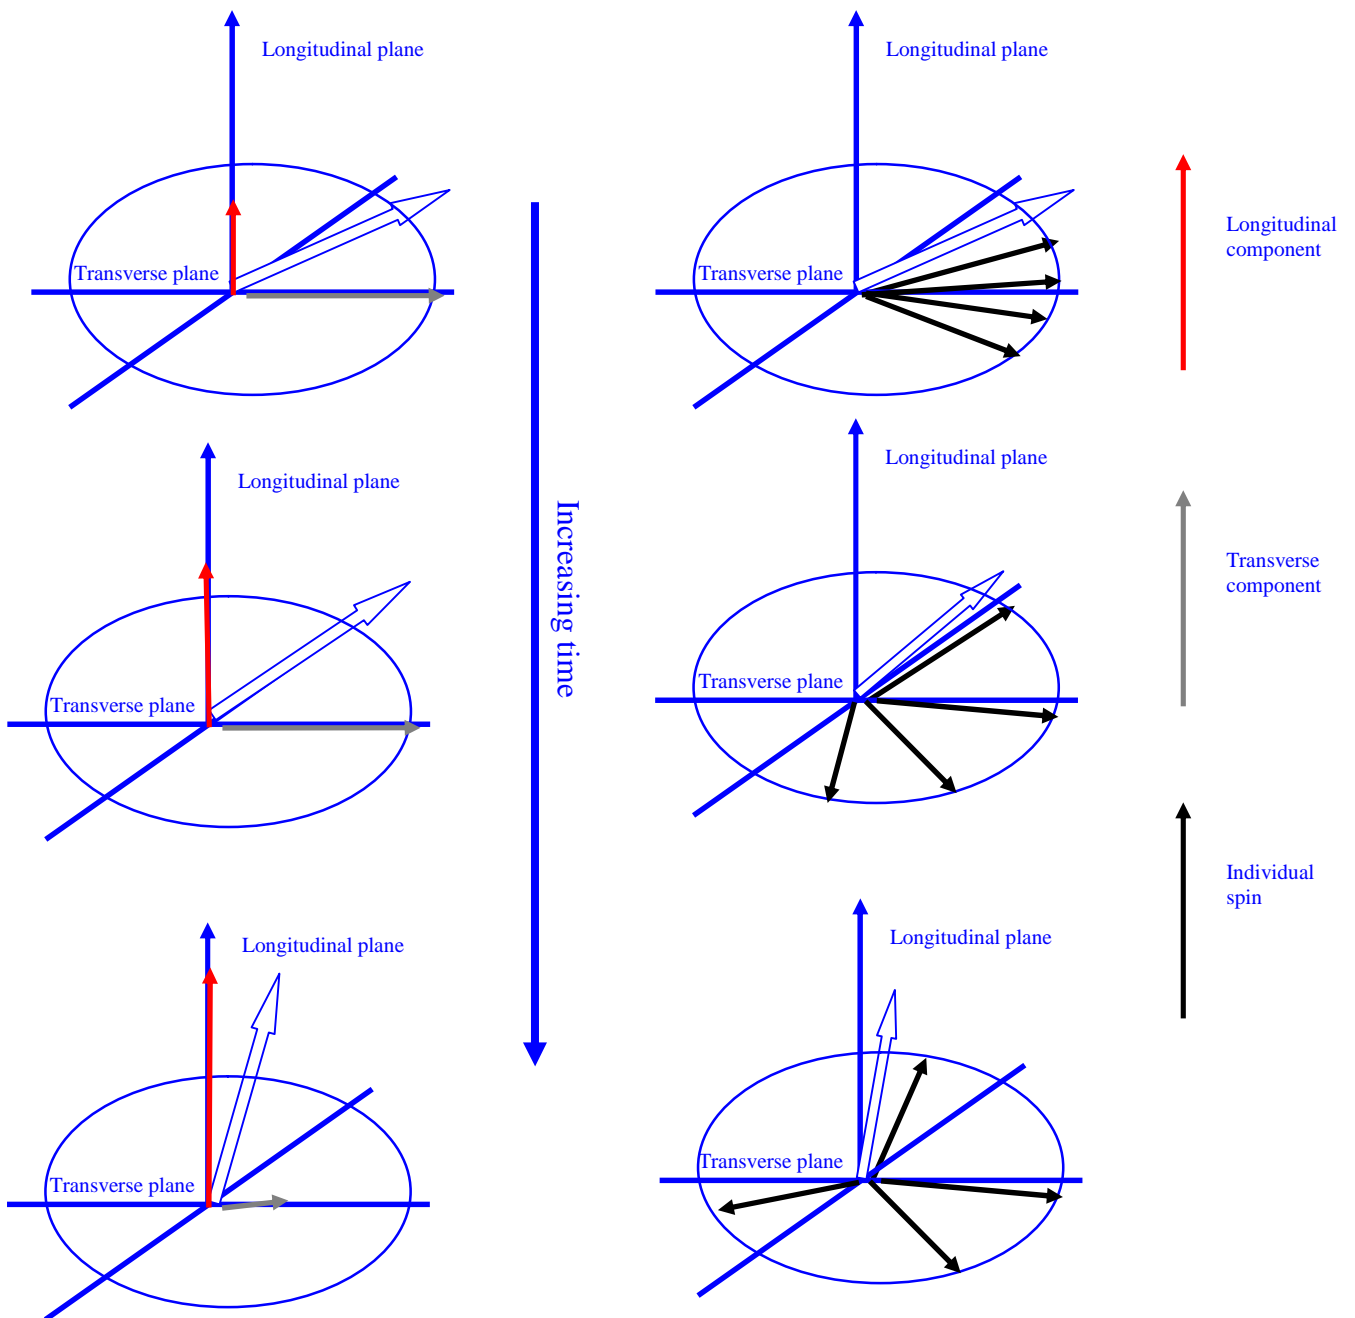 Longitudinal plane
Longitudinal plane
Longitudinal
component
Transverse plane
Transverse plane
Longitudinal plane
Longitudinal plane
Increasing time
Transverse
component
Transverse plane
Transverse plane
Individual
spin
Longitudinal plane
Longitudinal plane
Transverse plane
Transverse plane